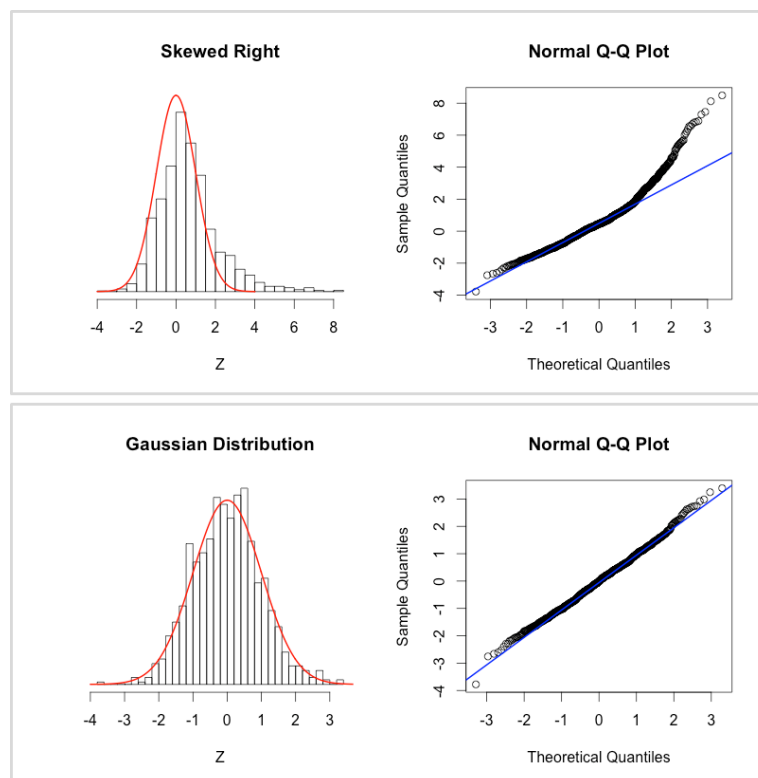 Skewed Right
-4 -2 0 2 4 6 8
Z
Normal Q-Q Plot
Sample Quantiles
8
6
4
2
0
-2
-4
-3 -2 -1 0 1 2 3
Theoretical Quantiles
Gaussian Distribution
-4 -3 -2 -1 0 1 2 3
Z
Normal Q-Q Plot
Sample Quantiles
3
2
1
0
-1
-2
-3
-4
-3 -2 -1 0 1 2 3
Theoretical Quantiles